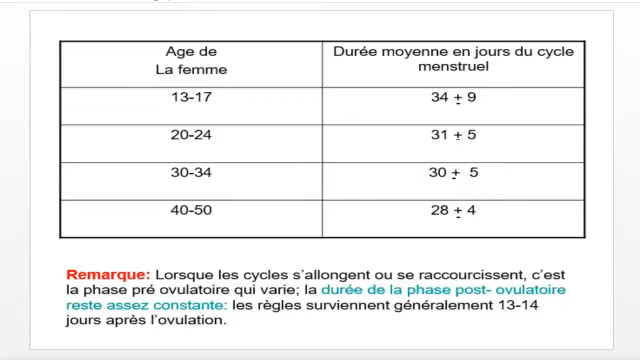 Age de
La femme
Durée moyenne en jours du cycle
menstruel
13-17
34 ± 9
20-24
31 ± 5
30-34
30 ± 5
40-50
28 ± 4
Remarque: Lorsque les cycles s’allongent ou se raccourcissent, c’est
la phase pré ovulatoire qui varie; la durée de la phase post- ovulatoire
reste assez constante: les règles surviennent généralement 13-14
jours après l’ovulation.